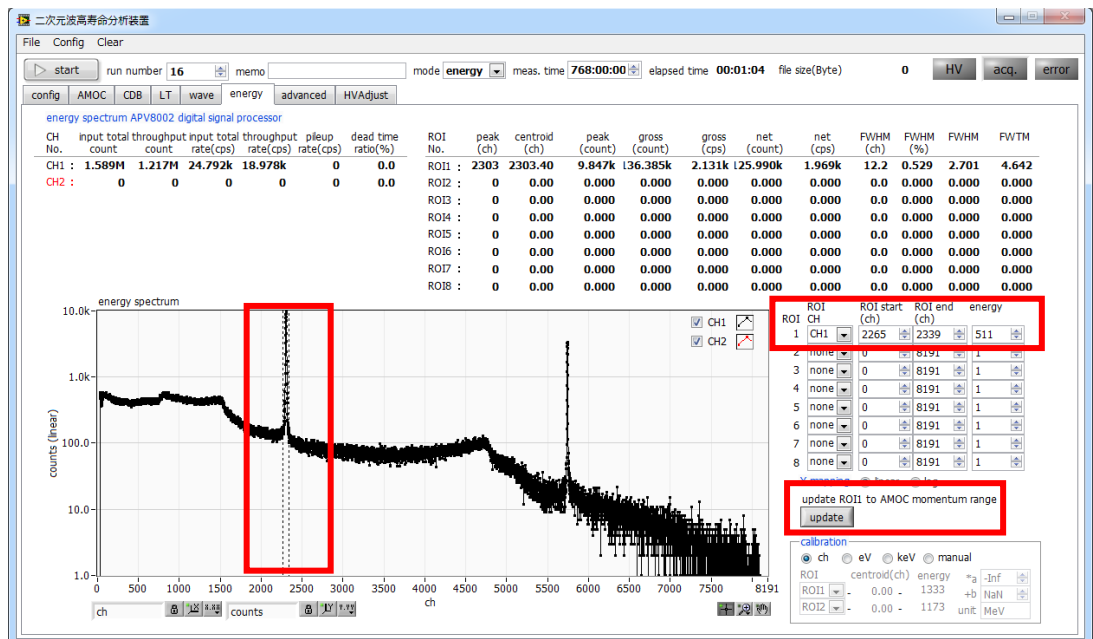 二次元波高寿命分析装置
File Config Clear
start run number 16 memo mode energy meas. time 768:00:00 elapsed time 00:01:04 file size(Byte) 0 HV acq. error
config AMOC CDB LT wave energy advanced HVAdjust
energy spectrum APV8002 digital signal processor
CH input total throughput input total throughput pileup dead time ROI peak centroid peak gross gross net net FWHM FWHM FWHM FWTM
No. count count rate(cps) rate(cps) rate(cps) ratio(%) No. (ch) (ch) (count) (count) (cps) (count) (cps) (ch) (%)
CH1 : 1.589M 1.217M 24.792k 18.978k 0 0.0 ROI1 : 2303 2303.40 9.847k 136.385k 2.131k 125.990k 1.969k 12.2 0.529 2.701 4.642
CH2 : 0 0 0 0 0 0.0 ROI2 : 0 0.00 0.000 0.000 0.000 0.000 0.000 0.0 0.000 0.000 0.000
ROI3 : 0 0.00 0.000 0.000 0.000 0.000 0.000 0.0 0.000 0.000 0.000
ROI4 : 0 0.00 0.000 0.000 0.000 0.000 0.000 0.0 0.000 0.000 0.000
ROI5 : 0 0.00 0.000 0.000 0.000 0.000 0.000 0.0 0.000 0.000 0.000
ROI6 : 0 0.00 0.000 0.000 0.000 0.000 0.000 0.0 0.000 0.000 0.000
ROI7 : 0 0.00 0.000 0.000 0.000 0.000 0.000 0.0 0.000 0.000 0.000
ROI8 : 0 0.00 0.000 0.000 0.000 0.000 0.000 0.0 0.000 0.000 0.000
energy spectrum
10.0k
1.0k
100.0
10.0
1.0
counts (linear)
CH1
CH2
0 500 1000 1500 2000 2500 3000 3500 4000 4500 5000 5500 6000 6500 7000 7500 8191
ch
ch counts
ROI ROI start ROI end energy
ROI CH (ch) (ch)
1 CH1 2265 2339 511
2 none 0 8191 1
3 none 0 8191 1
4 none 0 8191 1
5 none 0 8191 1
6 none 0 8191 1
7 none 0 8191 1
8 none 0 8191 1
update ROI1 to AMOC momentum range
update
calibration
ch eV keV manual
ROI centroid(ch) energy *a -Inf
ROI1 - 0.00 - 1333 +b NaN
ROI2 - 0.00 - 1173 unit MeV